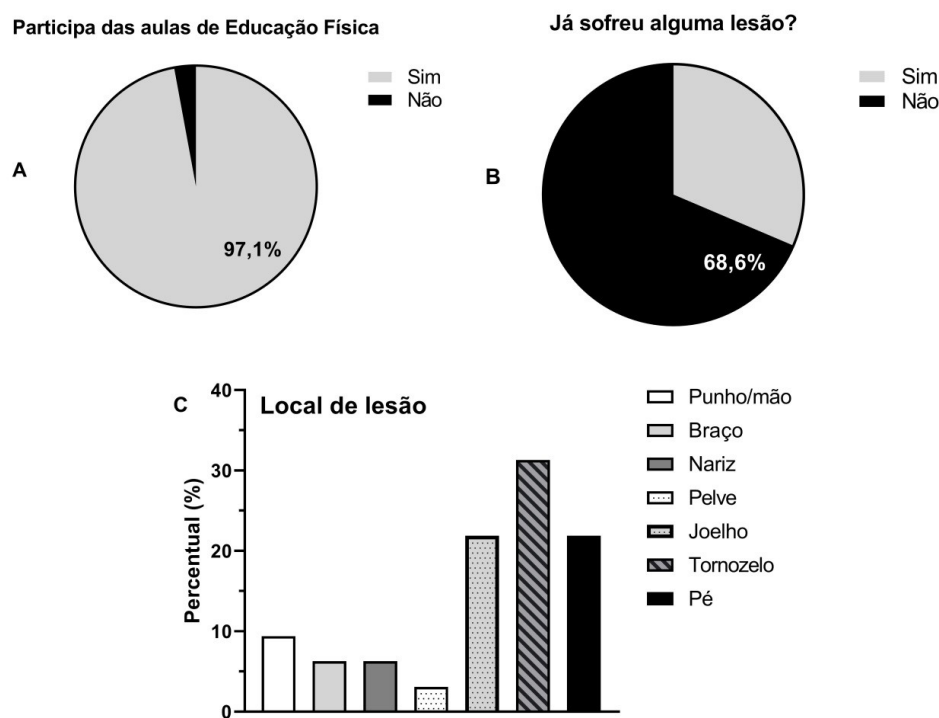 Participa das aulas de Educação Física
Sim
Não
A
97,1%
Já sofreu alguma lesão?
Sim
Não
B
68,6%
C
Local de lesão
Percentual (%)
40
30
20
10
0
Punho/mão
Braço
Nariz
Pelve
Joelho
Tornozelo
Pé